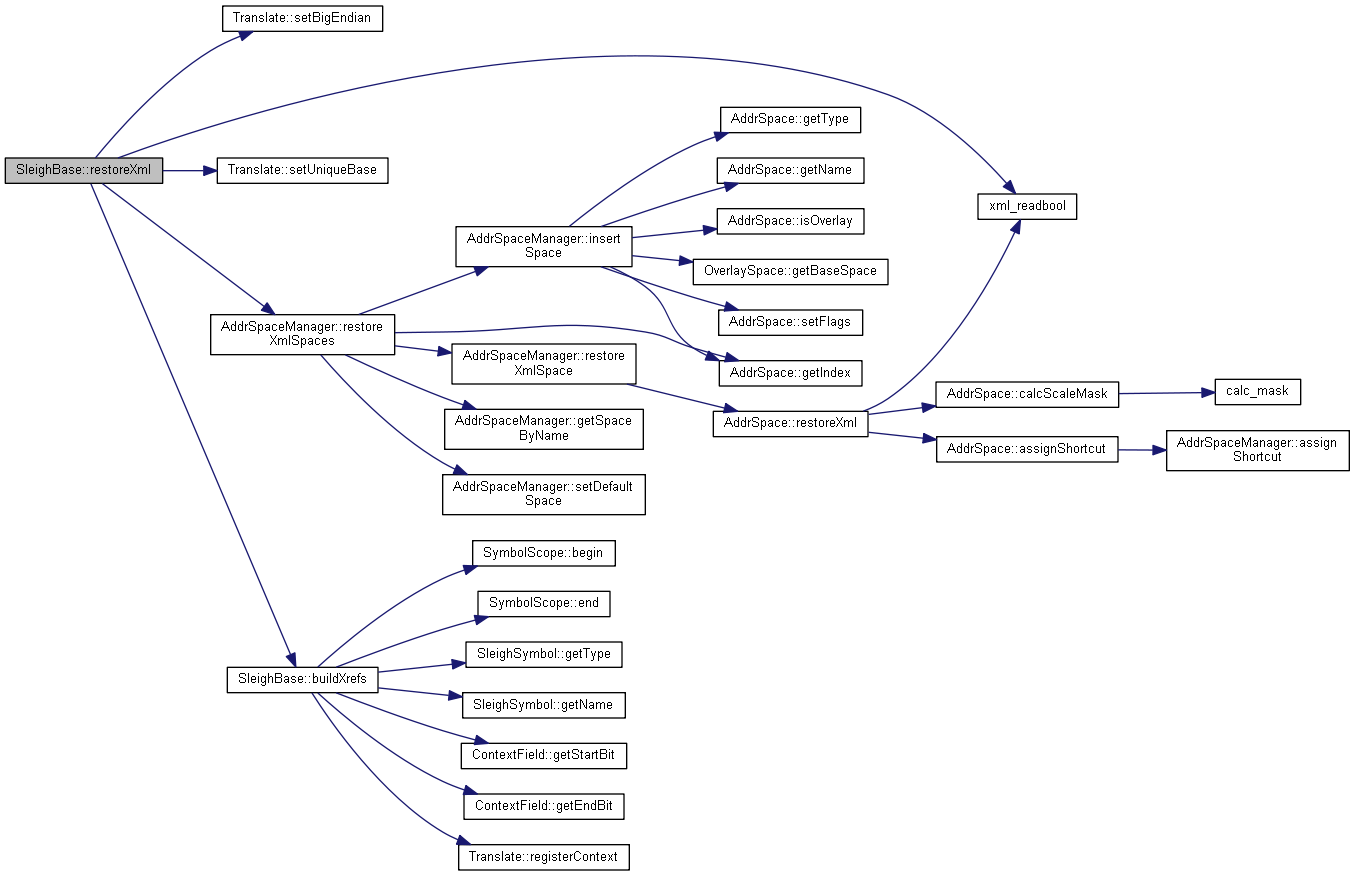 Translate::setBigEndian
SleighBase::restoreXml
Translate::setUniqueBase
AddrSpaceManager::restore
XmlSpaces
SleighBase::buildXrefs
AddrSpaceManager::insert
Space
AddrSpaceManager::restore
XmlSpace
AddrSpaceManager::getSpace
ByName
AddrSpaceManager::setDefault
Space
SymbolScope::begin
SymbolScope::end
SleighSymbol::getType
SleighSymbol::getName
ContextField::getStartBit
ContextField::getEndBit
Translate::registerContext
AddrSpace::getType
AddrSpace::getName
AddrSpace::isOverlay
OverlaySpace::getBaseSpace
AddrSpace::setFlags
AddrSpace::getIndex
AddrSpace::restoreXml
xml_readbool
AddrSpace::calcScaleMask
AddrSpace::assignShortcut
calc_mask
AddrSpaceManager::assign
Shortcut